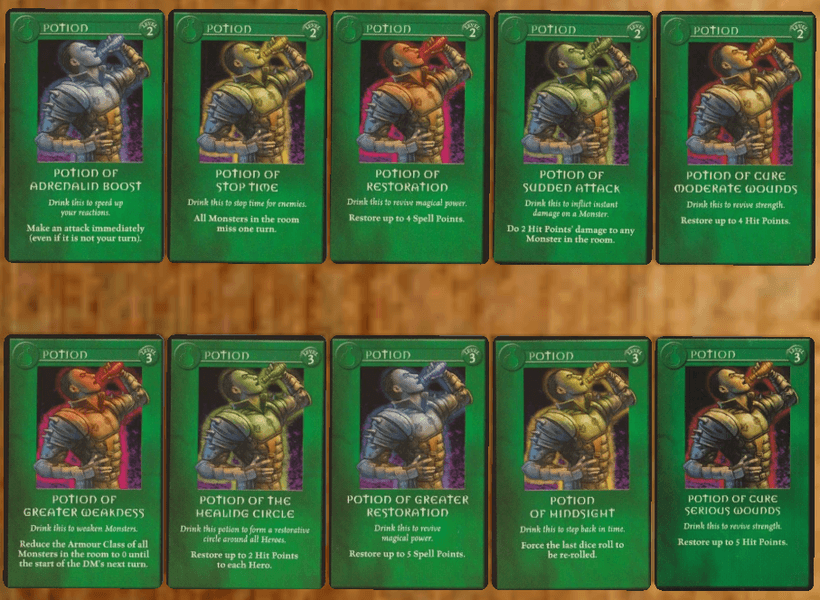 POTION
LEVEL 2
POTION OF
ADRENALIN BOOST
Drink this to speed up
your reactions.
Make an attack immediately
(even if it is not your turn).
POTION
LEVEL 2
POTION OF
STOP TIME
Drink this to stop time for enemies.
All Monsters in the room
miss one turn.
POTION
LEVEL 2
POTION OF
RESTORATION
Drink this to revive magical power.
Restore up to 4 Spell Points.
POTION
LEVEL 2
POTION OF
SUDDEN ATTACK
Drink this to inflict instant
damage on a Monster.
Do 2 Hit Points' damage to any
Monster in the room.
POTION
LEVEL 2
POTION OF CURE
MODERATE WOUNDS
Drink this to revive strength.
Restore up to 4 Hit Points.
POTION
LEVEL 3
POTION OF
GREATER WEAKNESS
Drink this to weaken Monsters.
Reduce the Armour Class of all
Monsters in the room to 0 until
the start of the DM's next turn.
POTION
LEVEL 3
POTION OF THE
HEALING CIRCLE
Drink this potion to form a restorative
circle around all Heroes.
Restore up to 2 Hit Points
to each Hero.
POTION
LEVEL 3
POTION OF GREATER
RESTORATION
Drink this to revive
magical power.
Restore up to 5 Spell Points.
POTION
LEVEL 3
POTION
OF HINDSIGHT
Drink this to step back in time.
Force the last dice roll to
be re-rolled.
POTION
LEVEL 3
POTION OF CURE
SERIOUS WOUNDS
Drink this to revive strength.
Restore up to 5 Hit Points.